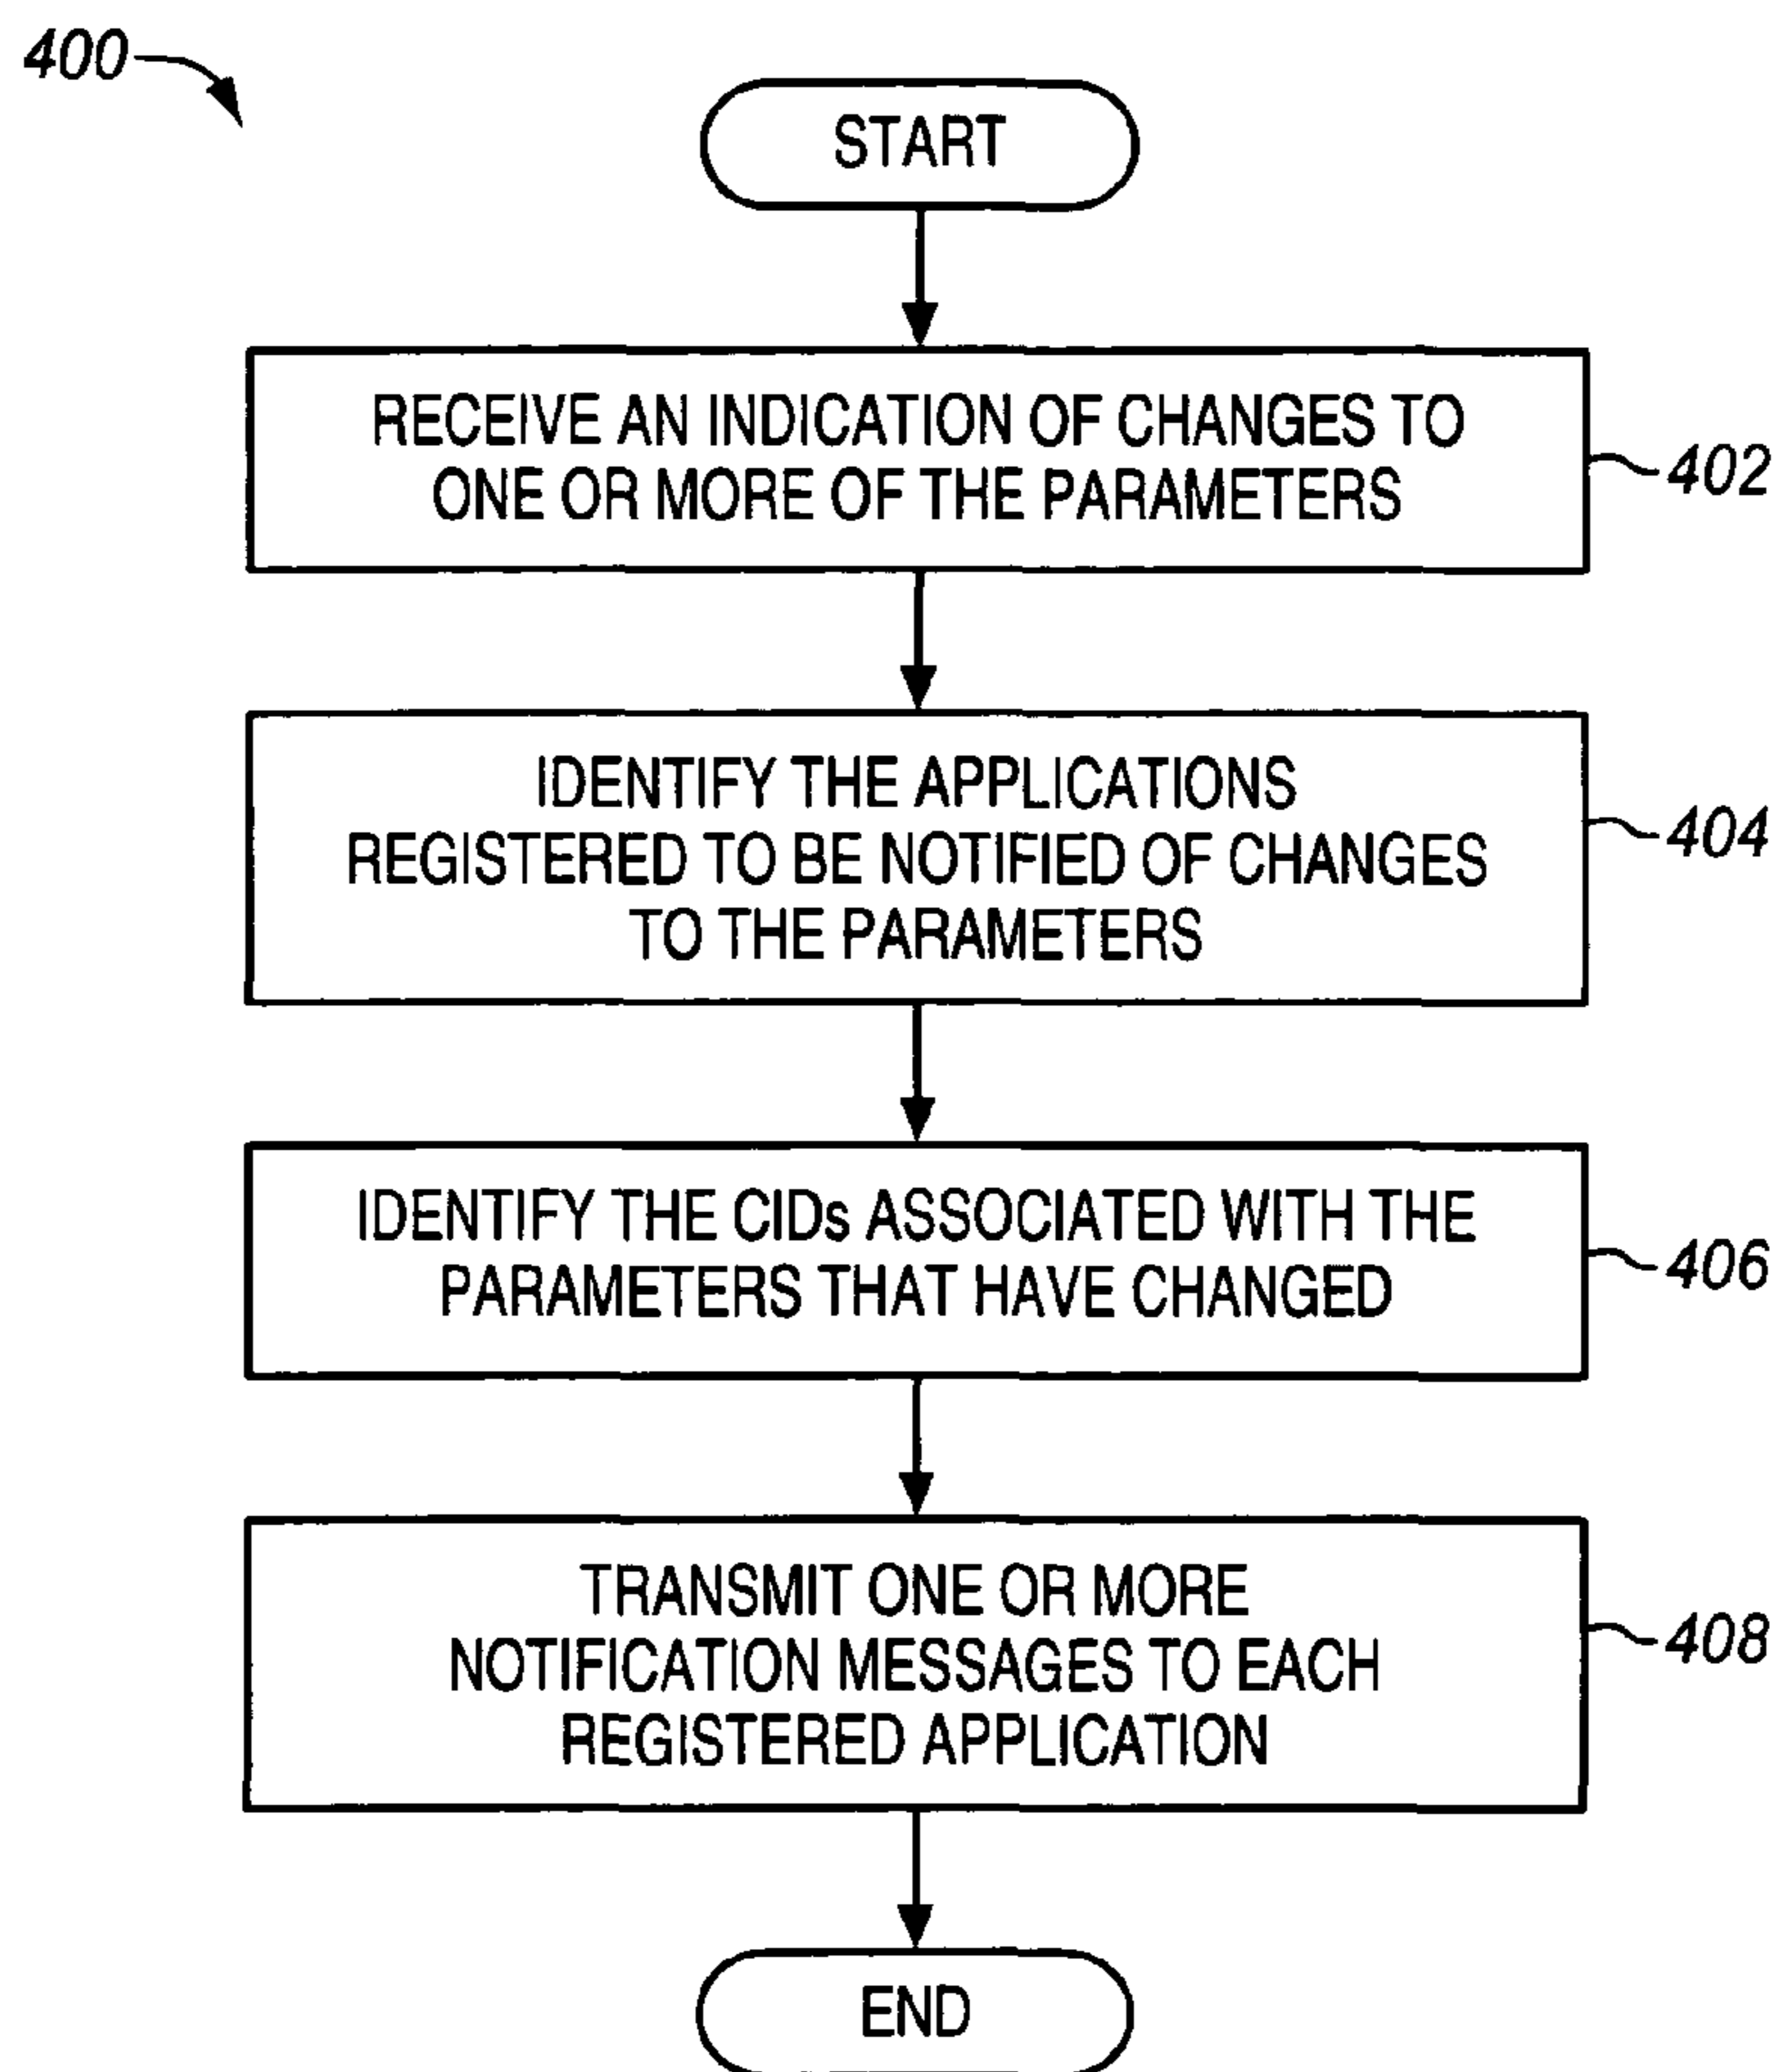 400
START
RECEIVE AN INDICATION OF CHANGES TO
ONE OR MORE OF THE PARAMETERS
402
IDENTIFY THE APPLICATIONS
REGISTERED TO BE NOTIFIED OF CHANGES
TO THE PARAMETERS
404
IDENTIFY THE CIDs ASSOCIATED WITH THE
PARAMETERS THAT HAVE CHANGED
406
TRANSMIT ONE OR MORE
NOTIFICATION MESSAGES TO EACH
REGISTERED APPLICATION
408
END